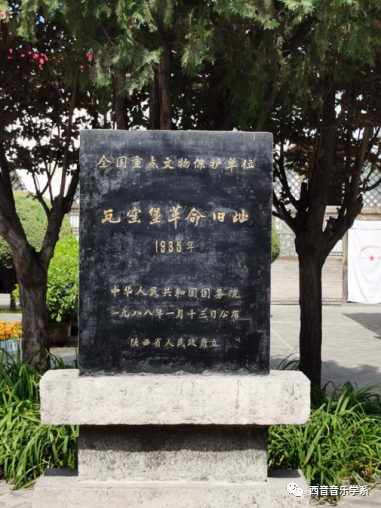 全国重点文物保护单位
瓦窑堡革命旧址
1935年
中华人民共和国国务院
一九八八年一月十三日公布
陕西省人民政府立
西音音乐学系